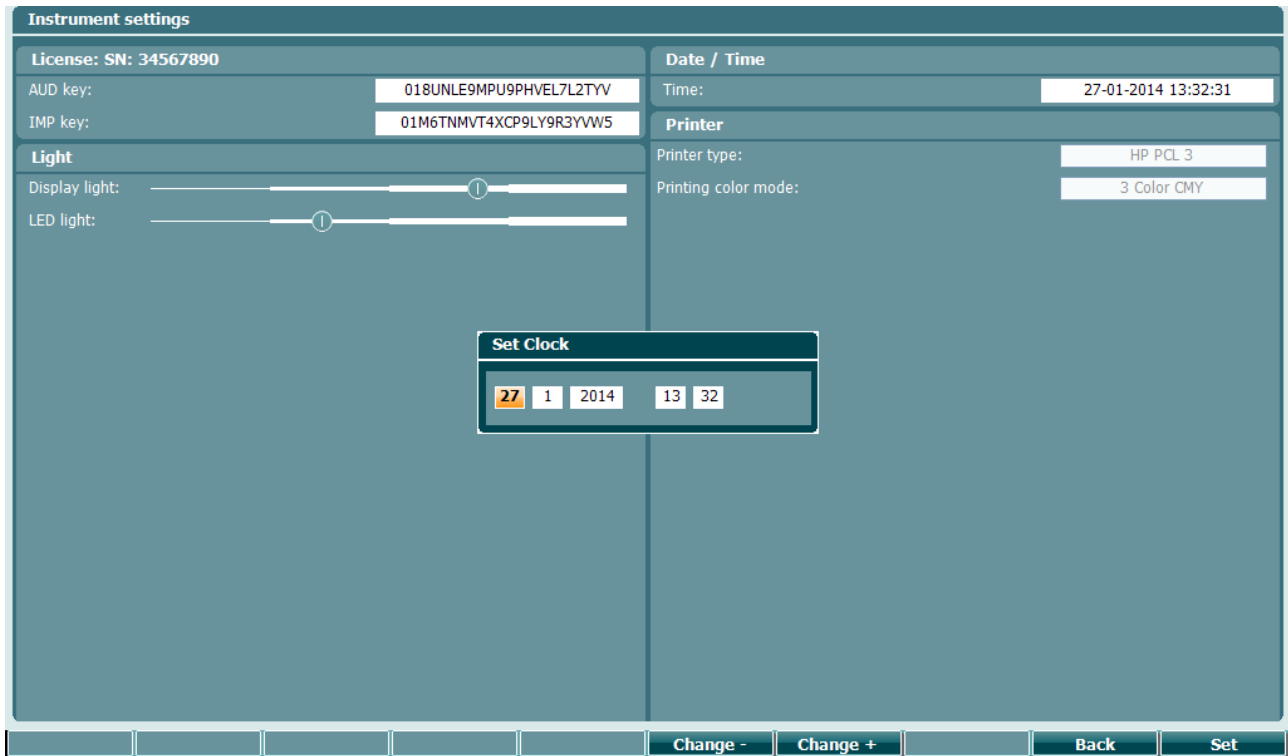 Instrument settings
License: SN: 34567890
AUD key: 018UNLE9MPU9PHVEL7L2TYV
IMP key: 01M6TNMVT4XCP9LY9R3YVW5
Light
Display light:
LED light:
Date / Time
Time: 27-01-2014 13:32:31
Printer
Printer type: HP PCL 3
Printing color mode: 3 Color CMY
Set Clock
27 1 2014 13 32
Change - Change + Back Set